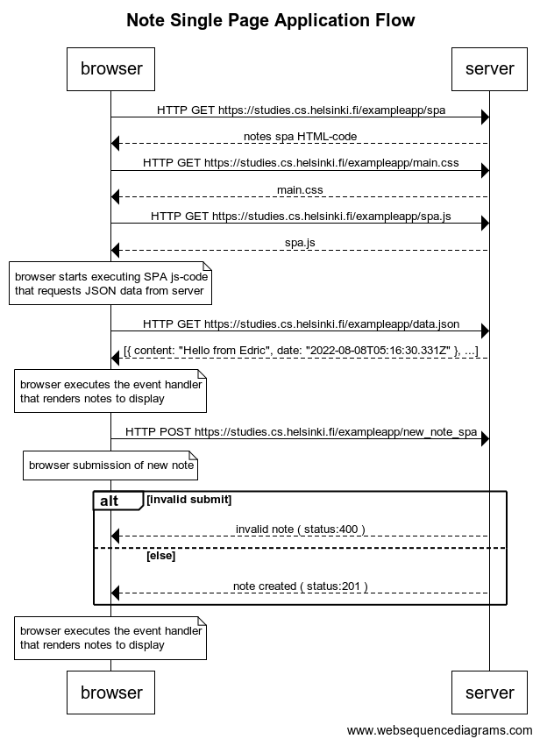 Note Single Page Application Flow
browser
server
HTTP GET https://studies.cs.helsinki.fi/exampleapp/spa
notes spa HTML-code
HTTP GET https://studies.cs.helsinki.fi/exampleapp/main.css
main.css
HTTP GET https://studies.cs.helsinki.fi/exampleapp/spa.js
spa.js
browser starts executing SPA js-code
that requests JSON data from server
HTTP GET https://studies.cs.helsinki.fi/exampleapp/data.json
[{ content: "Hello from Edric", date: "2022-08-08T05:16:30.331Z" }, ...]
browser executes the event handler
that renders notes to display
HTTP POST https://studies.cs.helsinki.fi/exampleapp/new_note_spa
browser submission of new note
alt
[invalid submit]
invalid note ( status:400 )
[else]
note created ( status:201 )
browser executes the event handler
that renders notes to display
browser
server
www.websequencediagrams.com